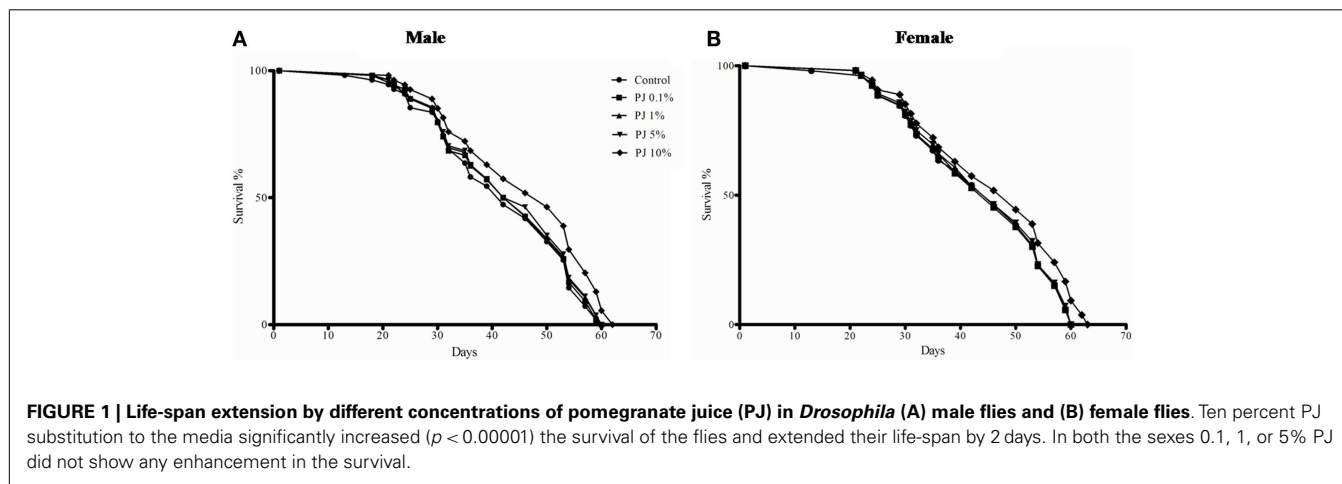 A
Male
100
50
0
Survival %
0 10 20 30 40 50 60 70
Days
Control
PJ 0.1%
PJ 1%
PJ 5%
PJ 10%
B
Female
100
50
0
Survival %
0 10 20 30 40 50 60 70
Days
FIGURE 1 | Life-span extension by different concentrations of pomegranate juice (PJ) in Drosophila (A) male flies and (B) female flies. Ten percent PJ
substitution to the media significantly increased (p < 0.00001) the survival of the flies and extended their life-span by 2 days. In both the sexes 0.1, 1, or 5% PJ
did not show any enhancement in the survival.